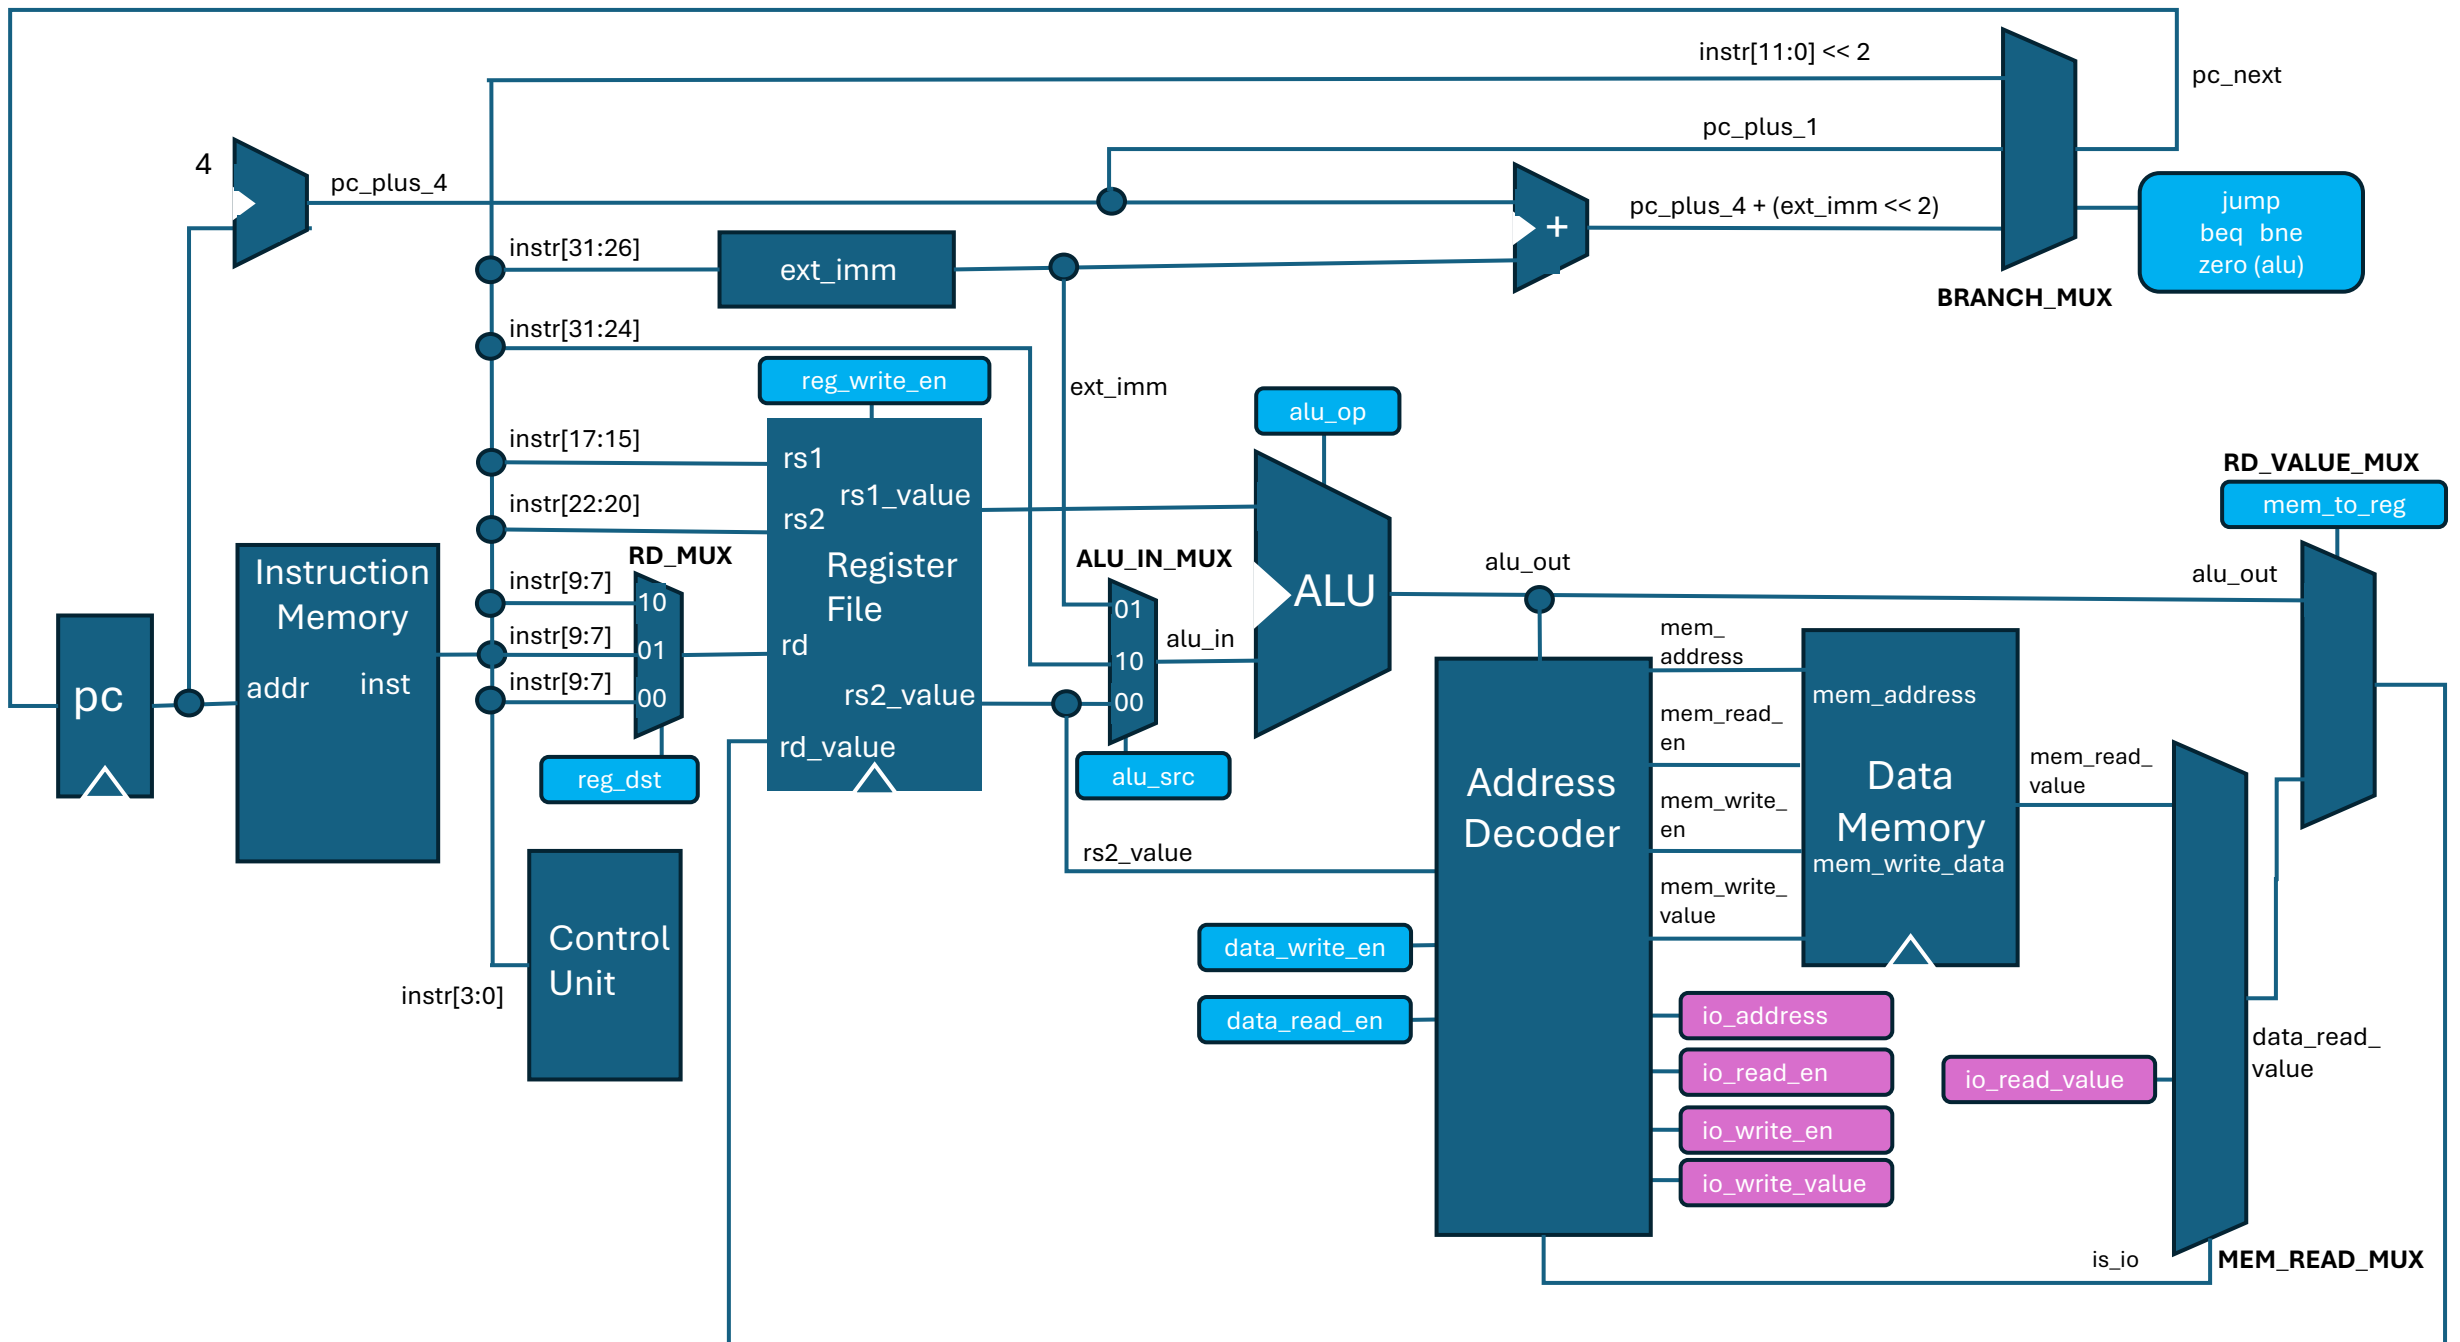 instr[11:0] << 2
pc_next
pc_plus_1
4
pc_plus_4
pc_plus_4 + (ext_imm << 2)
+
jump
beq bne
zero (alu)
BRANCH_MUX
instr[31:26]
ext_imm
instr[31:24]
reg_write_en
ext_imm
alu_op
instr[17:15]
rs1
rs1_value
instr[22:20]
rs2
RD_VALUE_MUX
mem_to_reg
Instruction
Memory
addr
inst
RD_MUX
instr[9:7]
10
instr[9:7]
01
instr[9:7]
00
reg_dst
Register
File
rd
rs2_value
rd_value
ALU_IN_MUX
01
10
00
alu_in
alu_src
ALU
alu_out
alu_out
pc
mem_
address
mem_address
mem_read_
en
mem_write_
en
mem_write_
value
Data
Memory
mem_write_data
mem_read_
value
Address
Decoder
rs2_value
data_write_en
data_read_en
Control
Unit
instr[3:0]
io_address
io_read_en
io_write_en
io_write_value
io_read_value
data_read_
value
is_io
MEM_READ_MUX